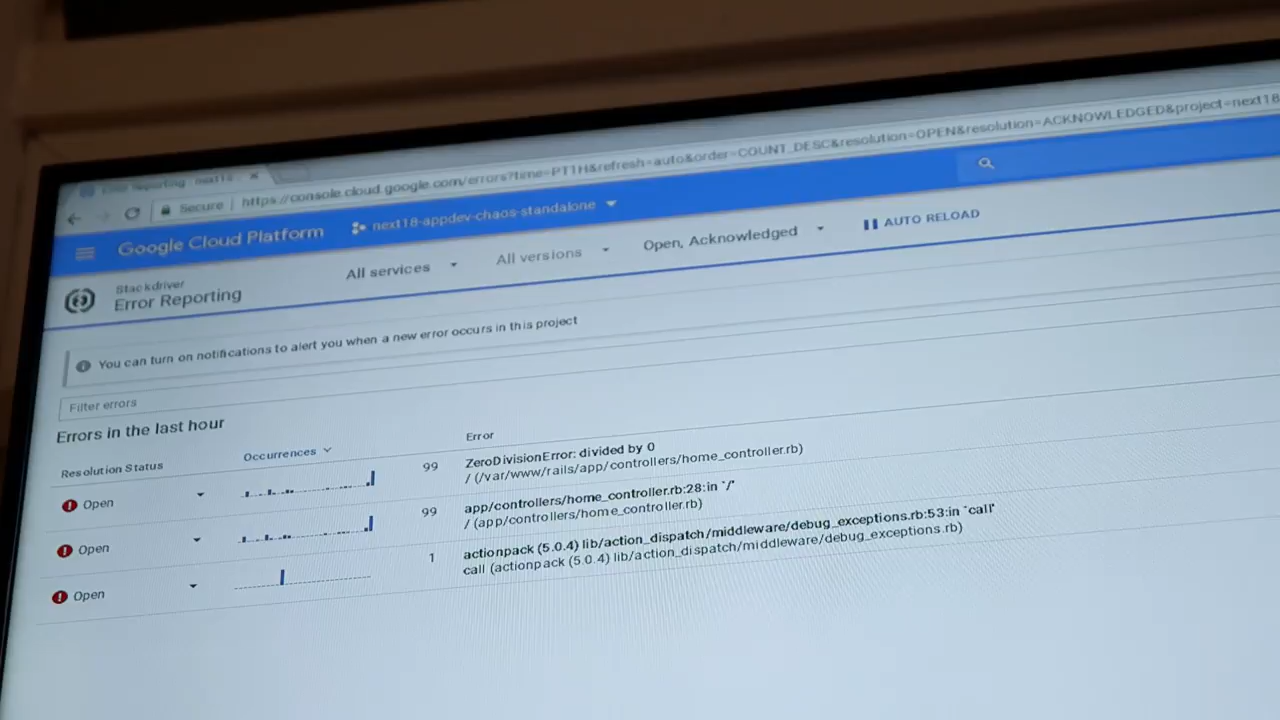 Error Reporting - next18 -
Secure
https://console.cloud.google.com/errors?time=PT1H&refresh=auto&order=COUNT_DESC&resolution=OPEN&resolution=ACKNOWLEDGED&project=next18
Google Cloud Platform
next18-appdev-chaos-standalone
Stackdriver
Error Reporting
All services
All versions
Open, Acknowledged
AUTO RELOAD
You can turn on notifications to alert you when a new error occurs in this project
Filter errors
Errors in the last hour
Resolution Status
Occurrences
Error
Open
99
ZeroDivisionError: divided by 0
/ (/var/www/rails/app/controllers/home_controller.rb)
Open
99
app/controllers/home_controller.rb:28:in `/'
/ (app/controllers/home_controller.rb)
Open
1
actionpack (5.0.4) lib/action_dispatch/middleware/debug_exceptions.rb:53:in `call'
call (actionpack (5.0.4) lib/action_dispatch/middleware/debug_exceptions.rb)